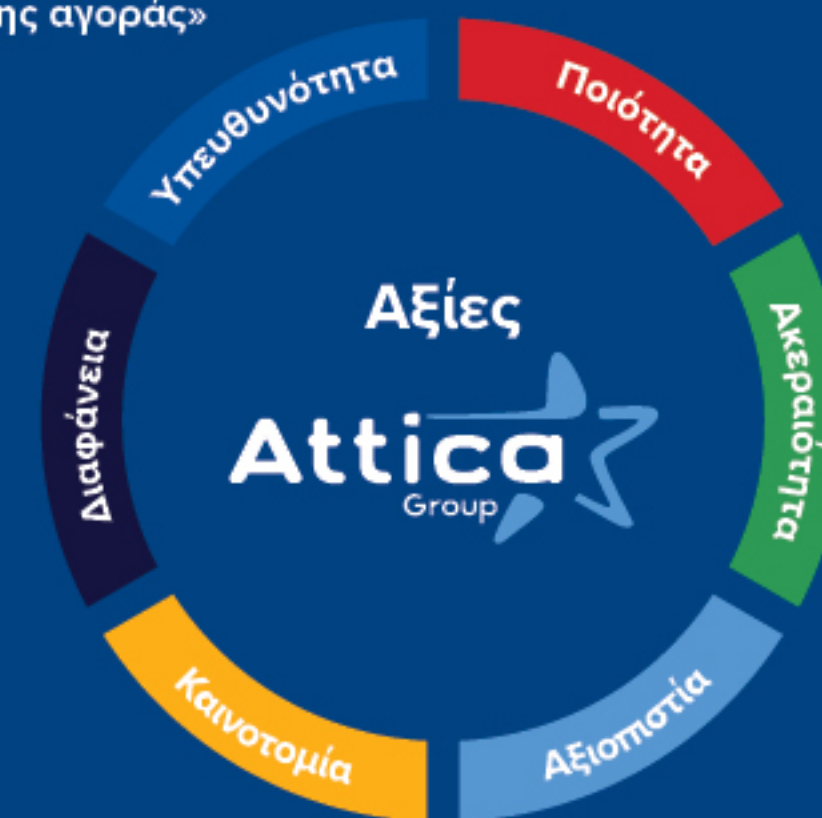 ης αγοράς»
Ποιότητα
Ακεραιότητα
Αξιοπιστία
Καινοτομία
Διαφάνεια
Υπευθυνότητα
Αξίες
Attica
Group